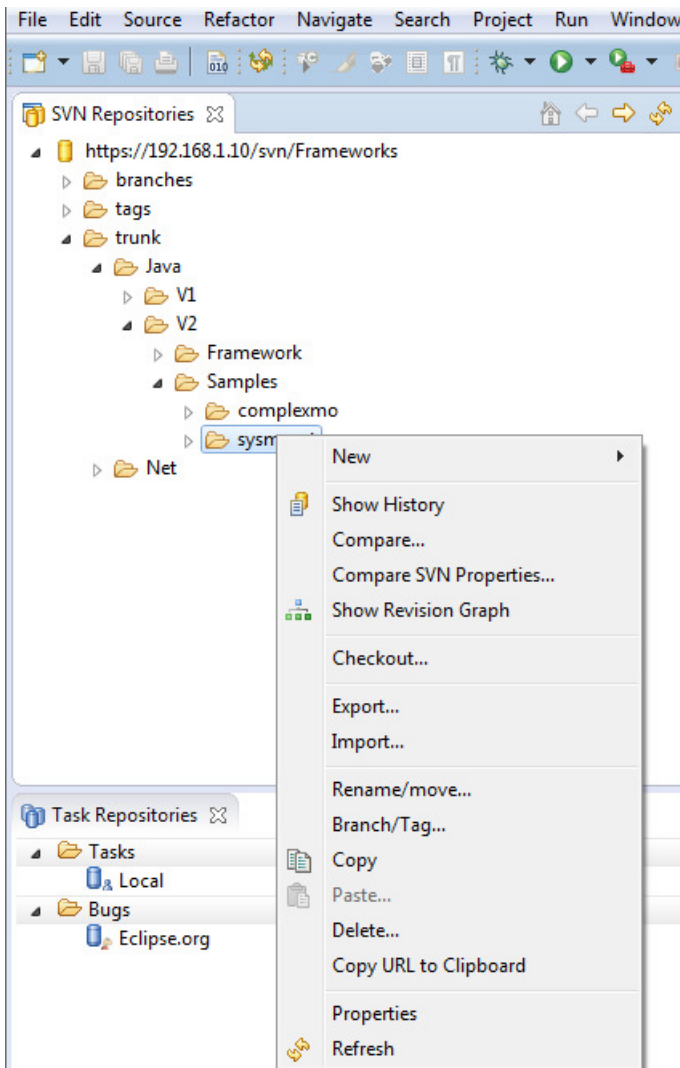 File Edit Source Refactor Navigate Search Project Run Window
010
SVN Repositories
https://192.168.1.10/svn/Frameworks
branches
tags
trunk
Java
V1
V2
Framework
Samples
complexmo
Net
New
Show History
Compare...
Compare SVN Properties...
Show Revision Graph
Checkout...
Export...
Import...
Rename/move...
Branch/Tag...
Copy
Paste...
Delete...
Copy URL to Clipboard
Properties
Refresh
Task Repositories
Tasks
Local
Bugs
Eclipse.org